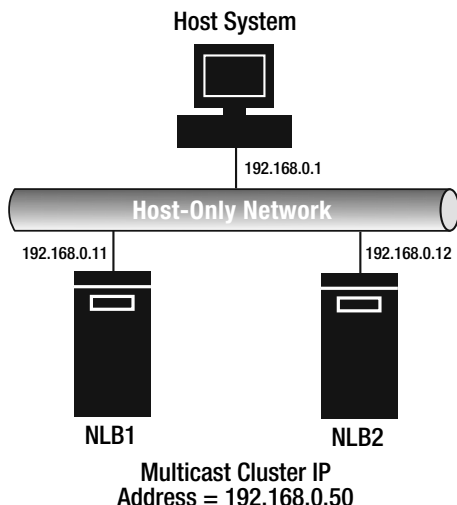 Host System
192.168.0.1
Host-Only Network
192.168.0.11
192.168.0.12
NLB1
NLB2
Multicast Cluster IP
Address = 192.168.0.50